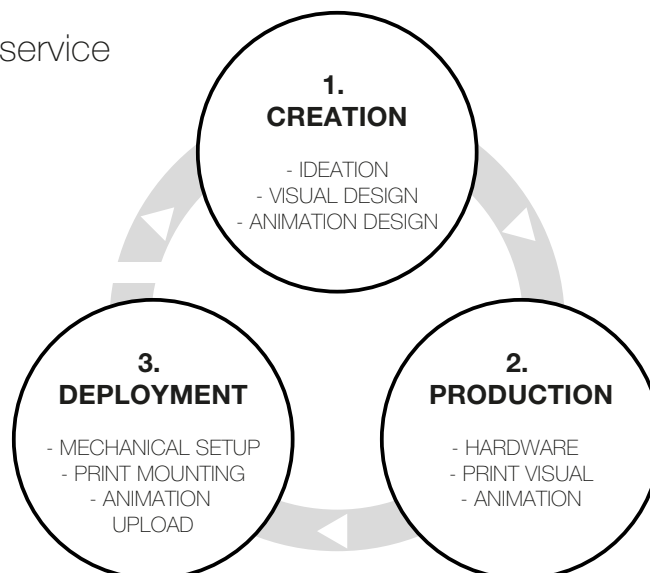 service
1.
CREATION
- IDEATION
- VISUAL DESIGN
- ANIMATION DESIGN
3.
DEPLOYMENT
- MECHANICAL SETUP
- PRINT MOUNTING
- ANIMATION
UPLOAD
2.
PRODUCTION
- HARDWARE
- PRINT VISUAL
- ANIMATION